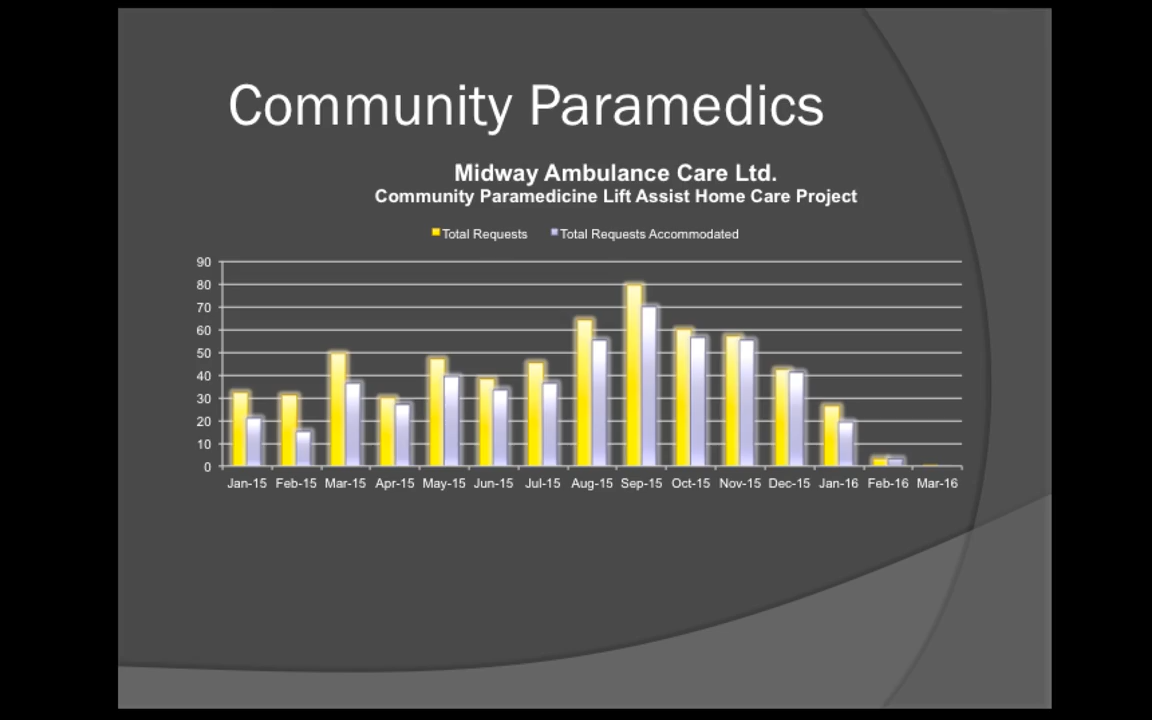 Community Paramedics
Midway Ambulance Care Ltd.
Community Paramedicine Lift Assist Home Care Project
Total Requests Total Requests Accommodated
90
80
70
60
50
40
30
20
10
0
Jan-15 Feb-15 Mar-15 Apr-15 May-15 Jun-15 Jul-15 Aug-15 Sep-15 Oct-15 Nov-15 Dec-15 Jan-16 Feb-16 Mar-16